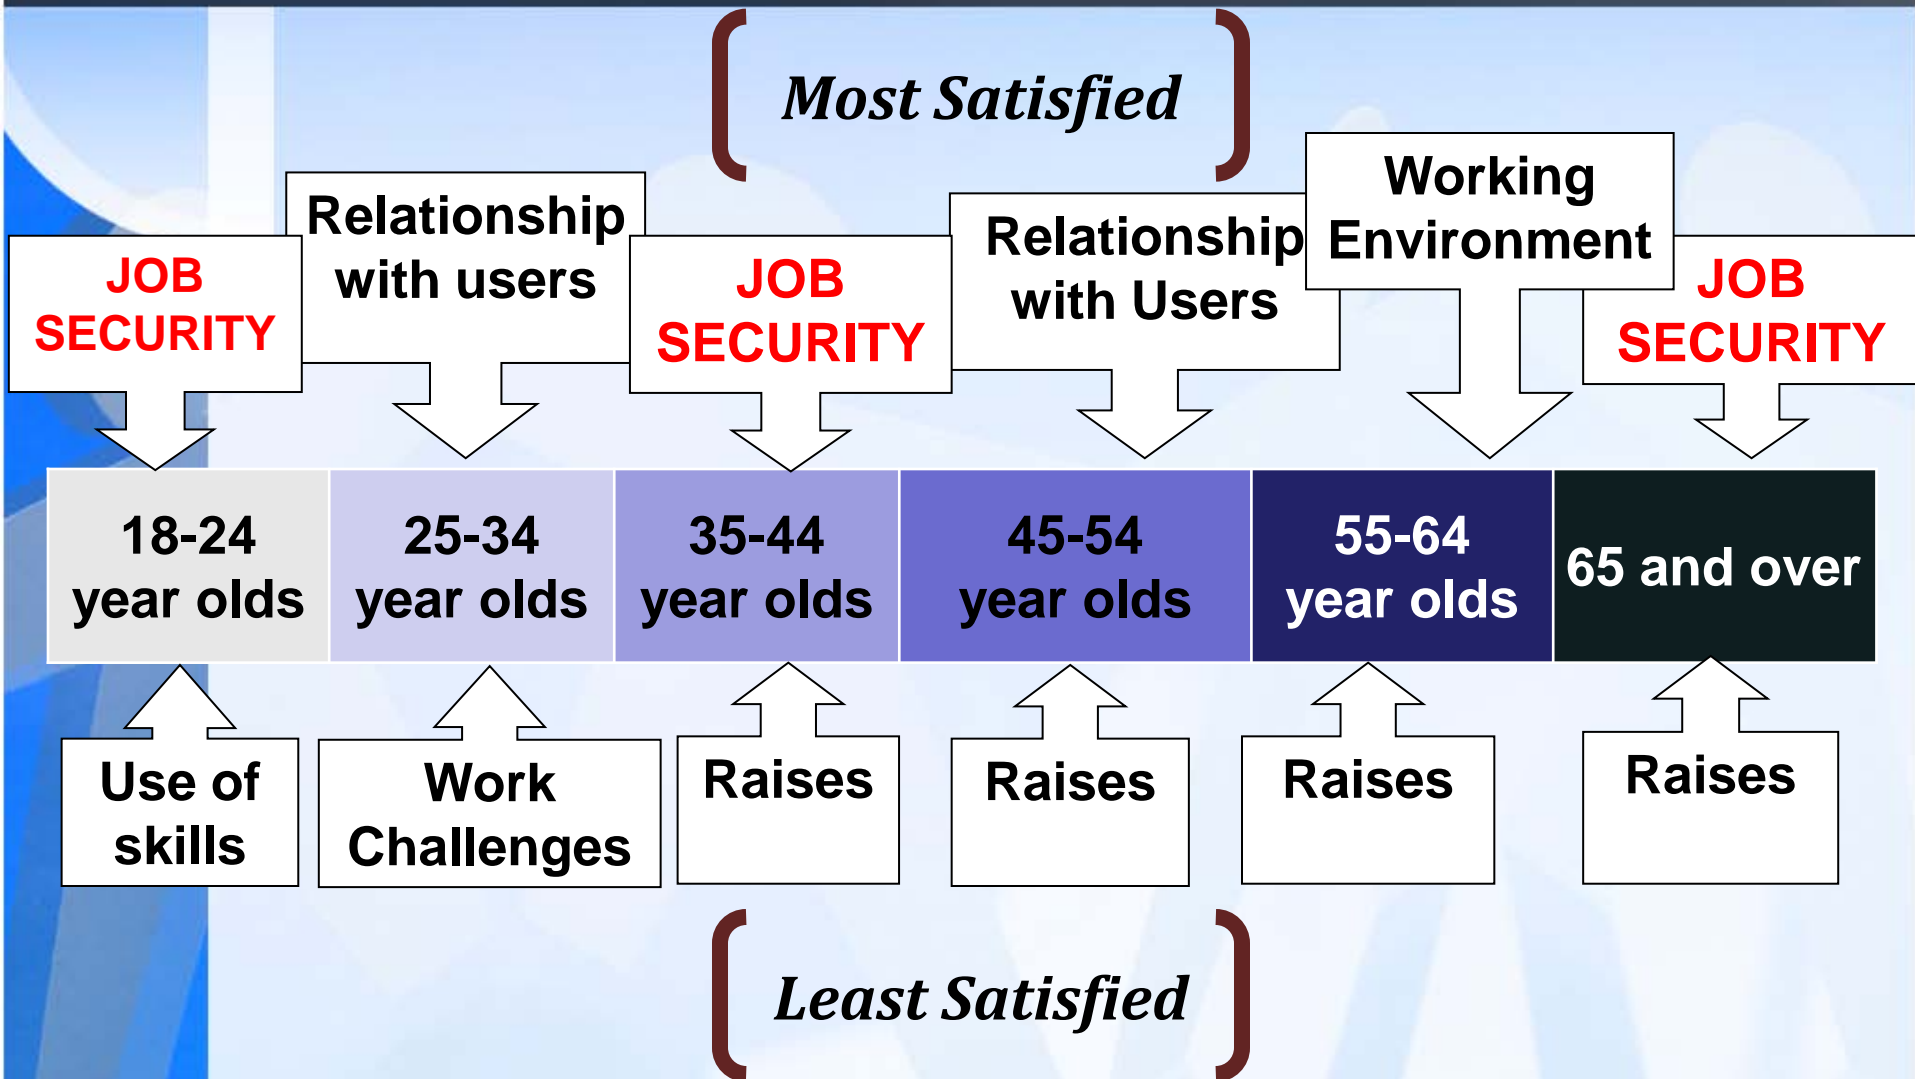 Most Satisfied
JOB
SECURITY
Relationship
with users
JOB
SECURITY
Relationship
with Users
Working
Environment
JOB
SECURITY
18-24
year olds
25-34
year olds
35-44
year olds
45-54
year olds
55-64
year olds
65 and over
Use of
skills
Work
Challenges
Raises
Raises
Raises
Raises
Least Satisfied